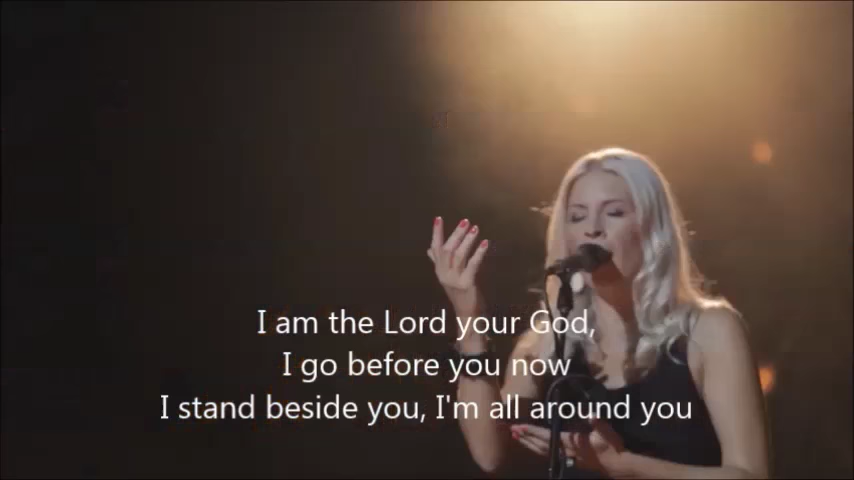 I am the Lord your God,
I go before you now
I stand beside you, I'm all around you